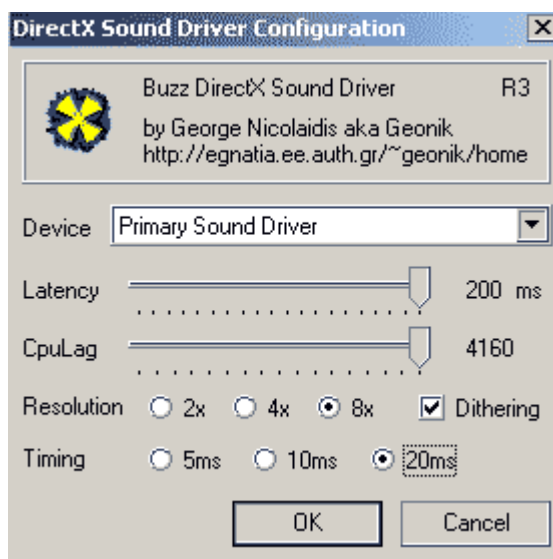 DirectX Sound Driver Configuration
Buzz DirectX Sound Driver R3
by George Nicolaidis aka Geonik
http://egnatia.ee.auth.gr/~geonik/home
Device Primary Sound Driver
Latency 200 ms
CpuLag 4160
Resolution 2x 4x 8x Dithering
Timing 5ms 10ms 20ms
OK Cancel